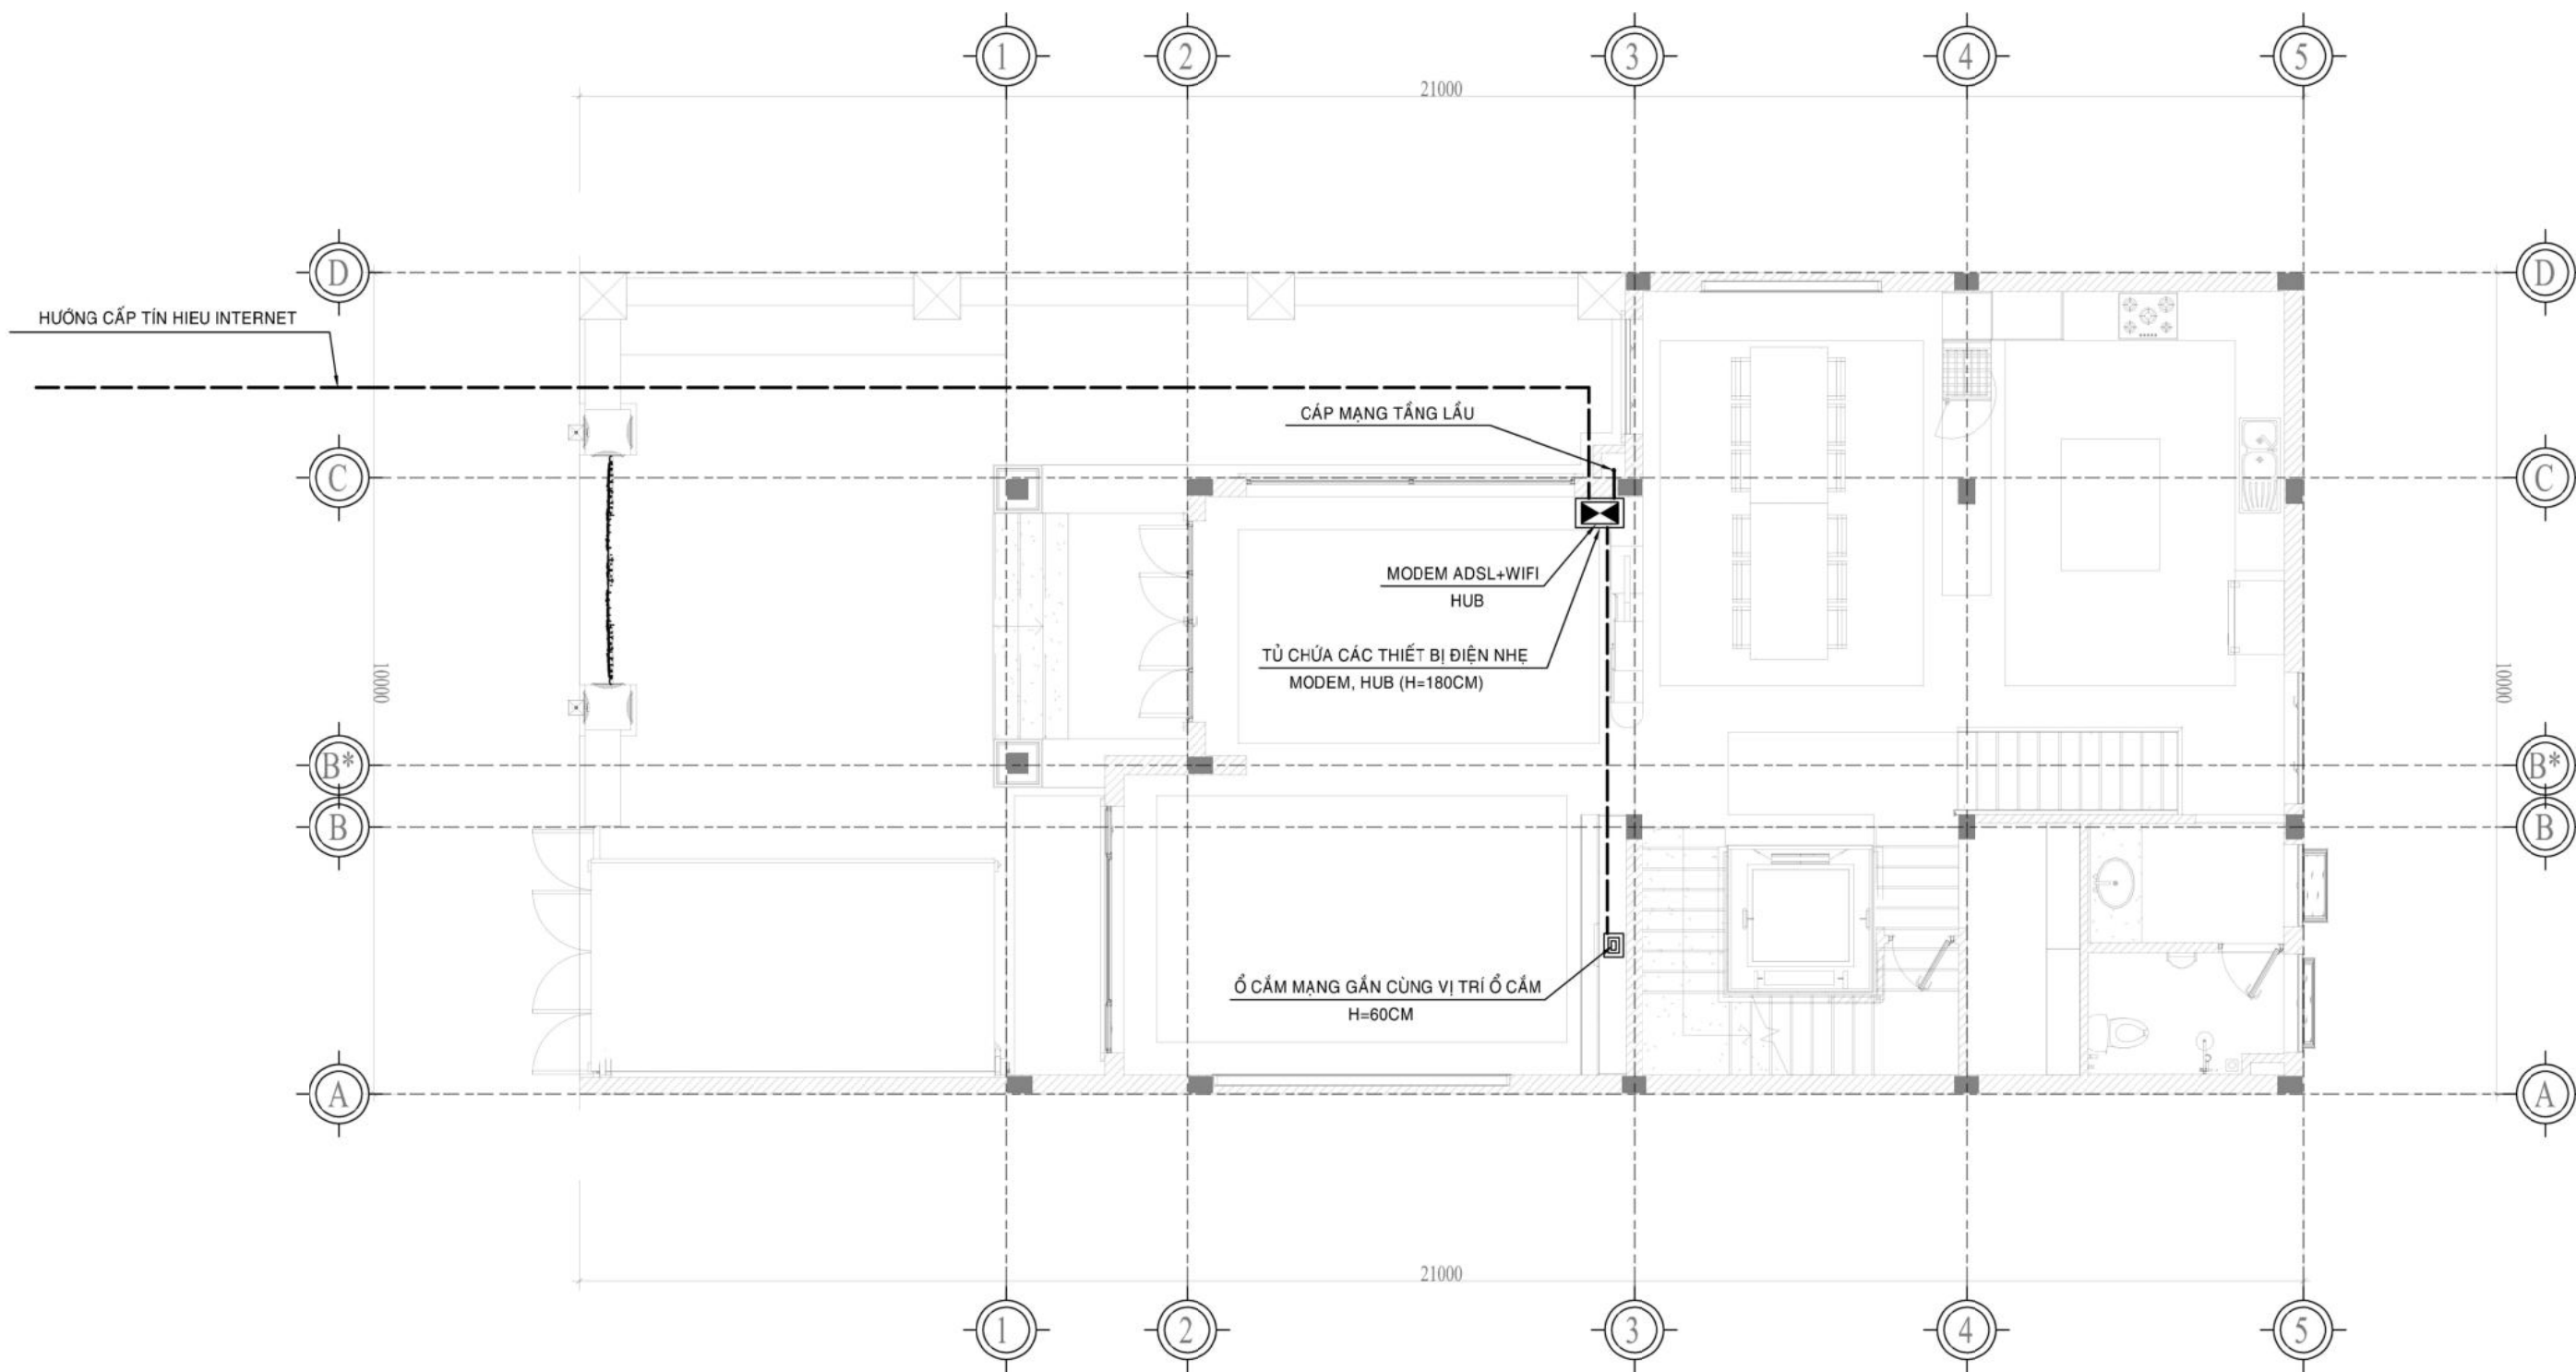 1 2 3 4 5
21000
D D
HƯỚNG CẤP TÍN HIEU INTERNET
CÁP MẠNG TẦNG LẦU
C C
MODEM ADSL+WIFI
HUB
TỦ CHỨA CÁC THIẾT BỊ ĐIỆN NHẸ
MODEM, HUB (H=180CM)
10000 10000
B* B*
B B
Ổ CẮM MẠNG GẮN CÙNG VỊ TRÍ Ổ CẮM
H=60CM
A A
21000
1 2 3 4 5